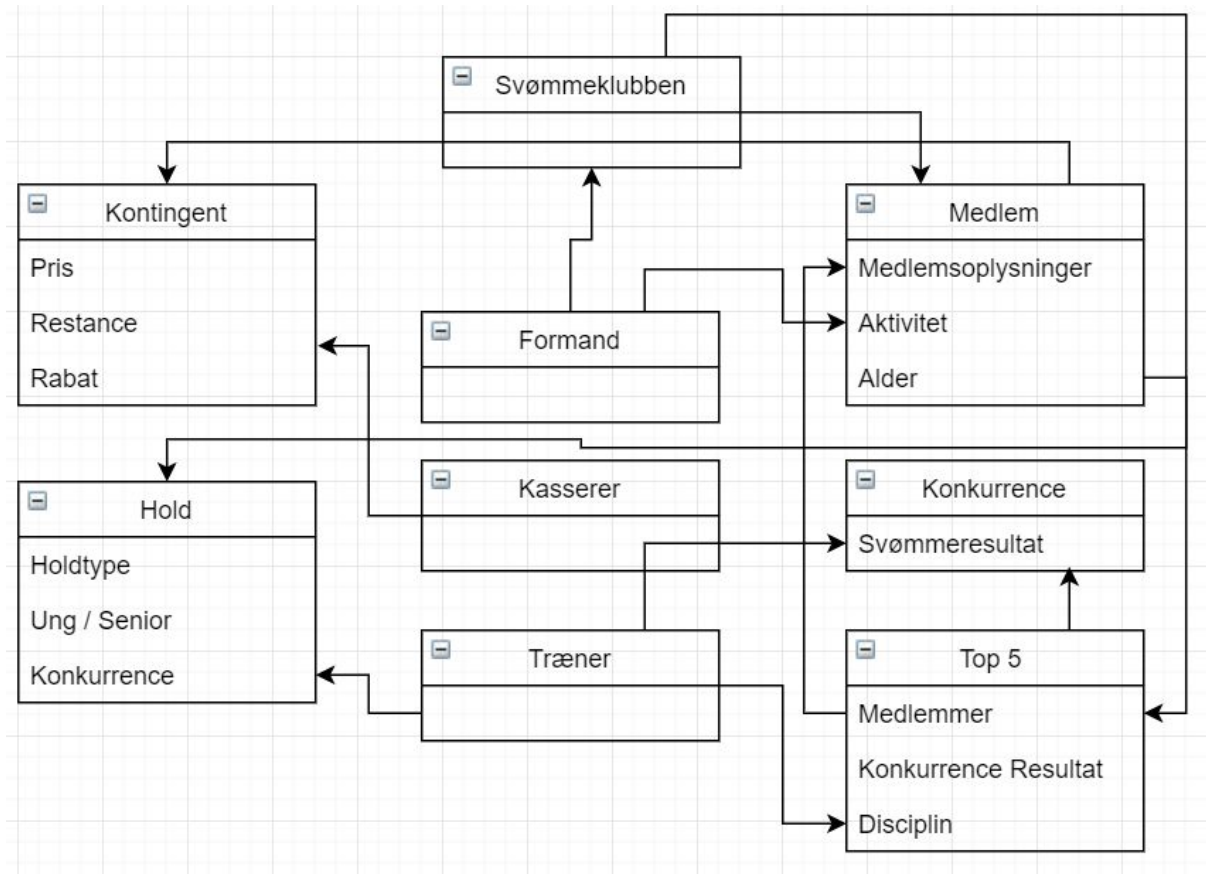 Svømmeklubben
Kontingent
Pris
Restance
Rabat
Medlem
Medlemsoplysninger
Aktivitet
Alder
Formand
Kasserer
Konkurrence
Svømmeresultat
Hold
Holdtype
Ung / Senior
Konkurrence
Træner
Top 5
Medlemmer
Konkurrence Resultat
Disciplin